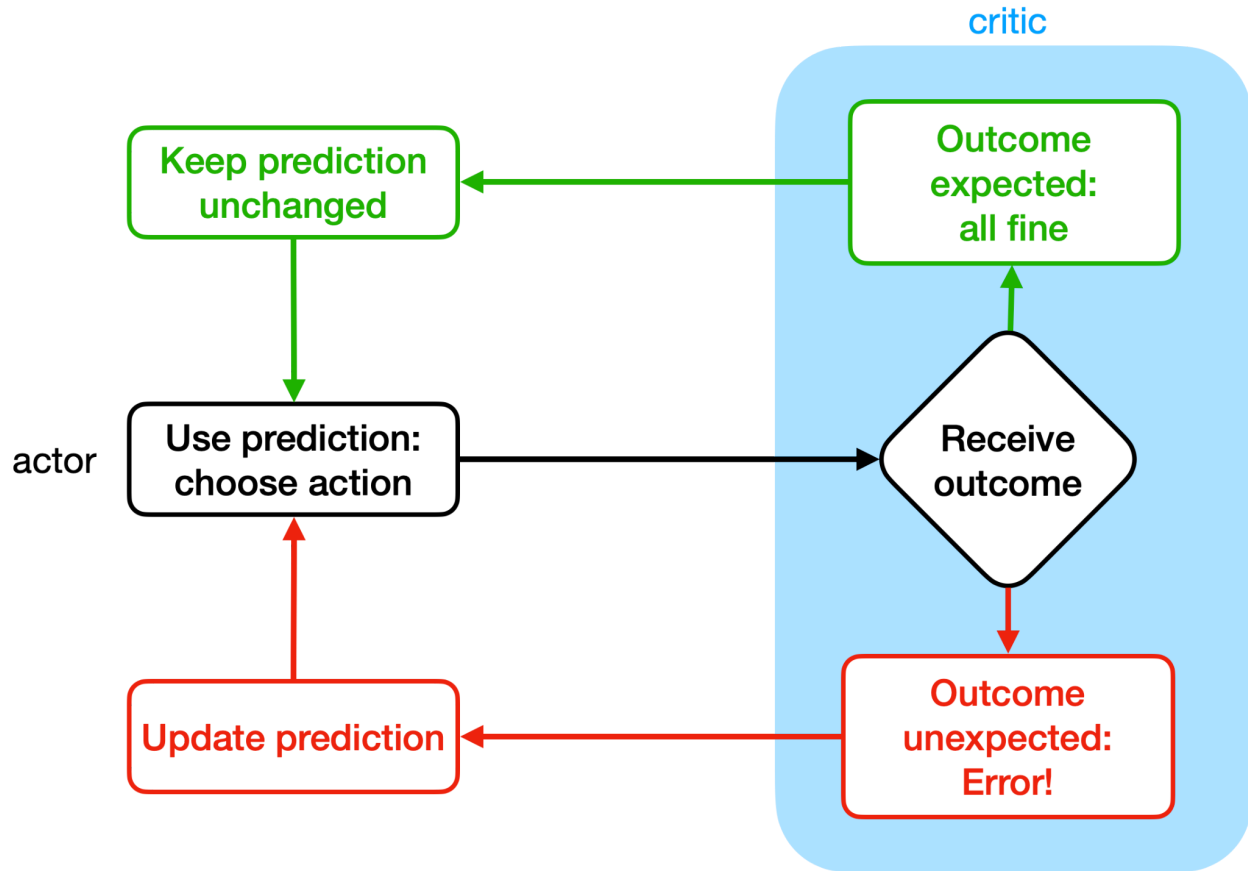 critic
Keep prediction
unchanged
Outcome
expected:
all fine
actor
Use prediction:
choose action
Receive
outcome
Update prediction
Outcome
unexpected:
Error!